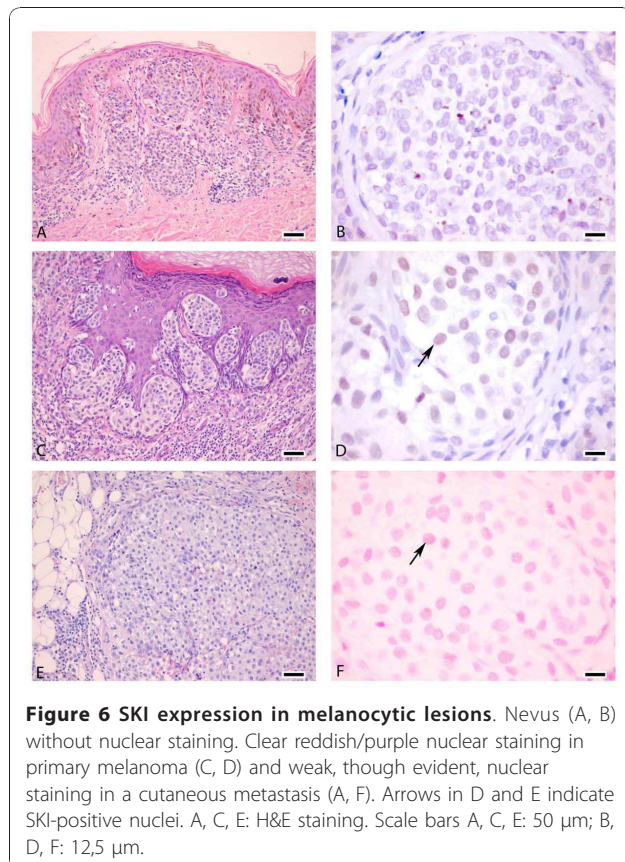 A
B
C
D
E
F
Figure 6 SKI expression in melanocytic lesions. Nevus (A, B)
without nuclear staining. Clear reddish/purple nuclear staining in
primary melanoma (C, D) and weak, though evident, nuclear
staining in a cutaneous metastasis (A, F). Arrows in D and E indicate
SKI-positive nuclei. A, C, E: H&E staining. Scale bars A, C, E: 50 μm; B,
D, F: 12,5 μm.